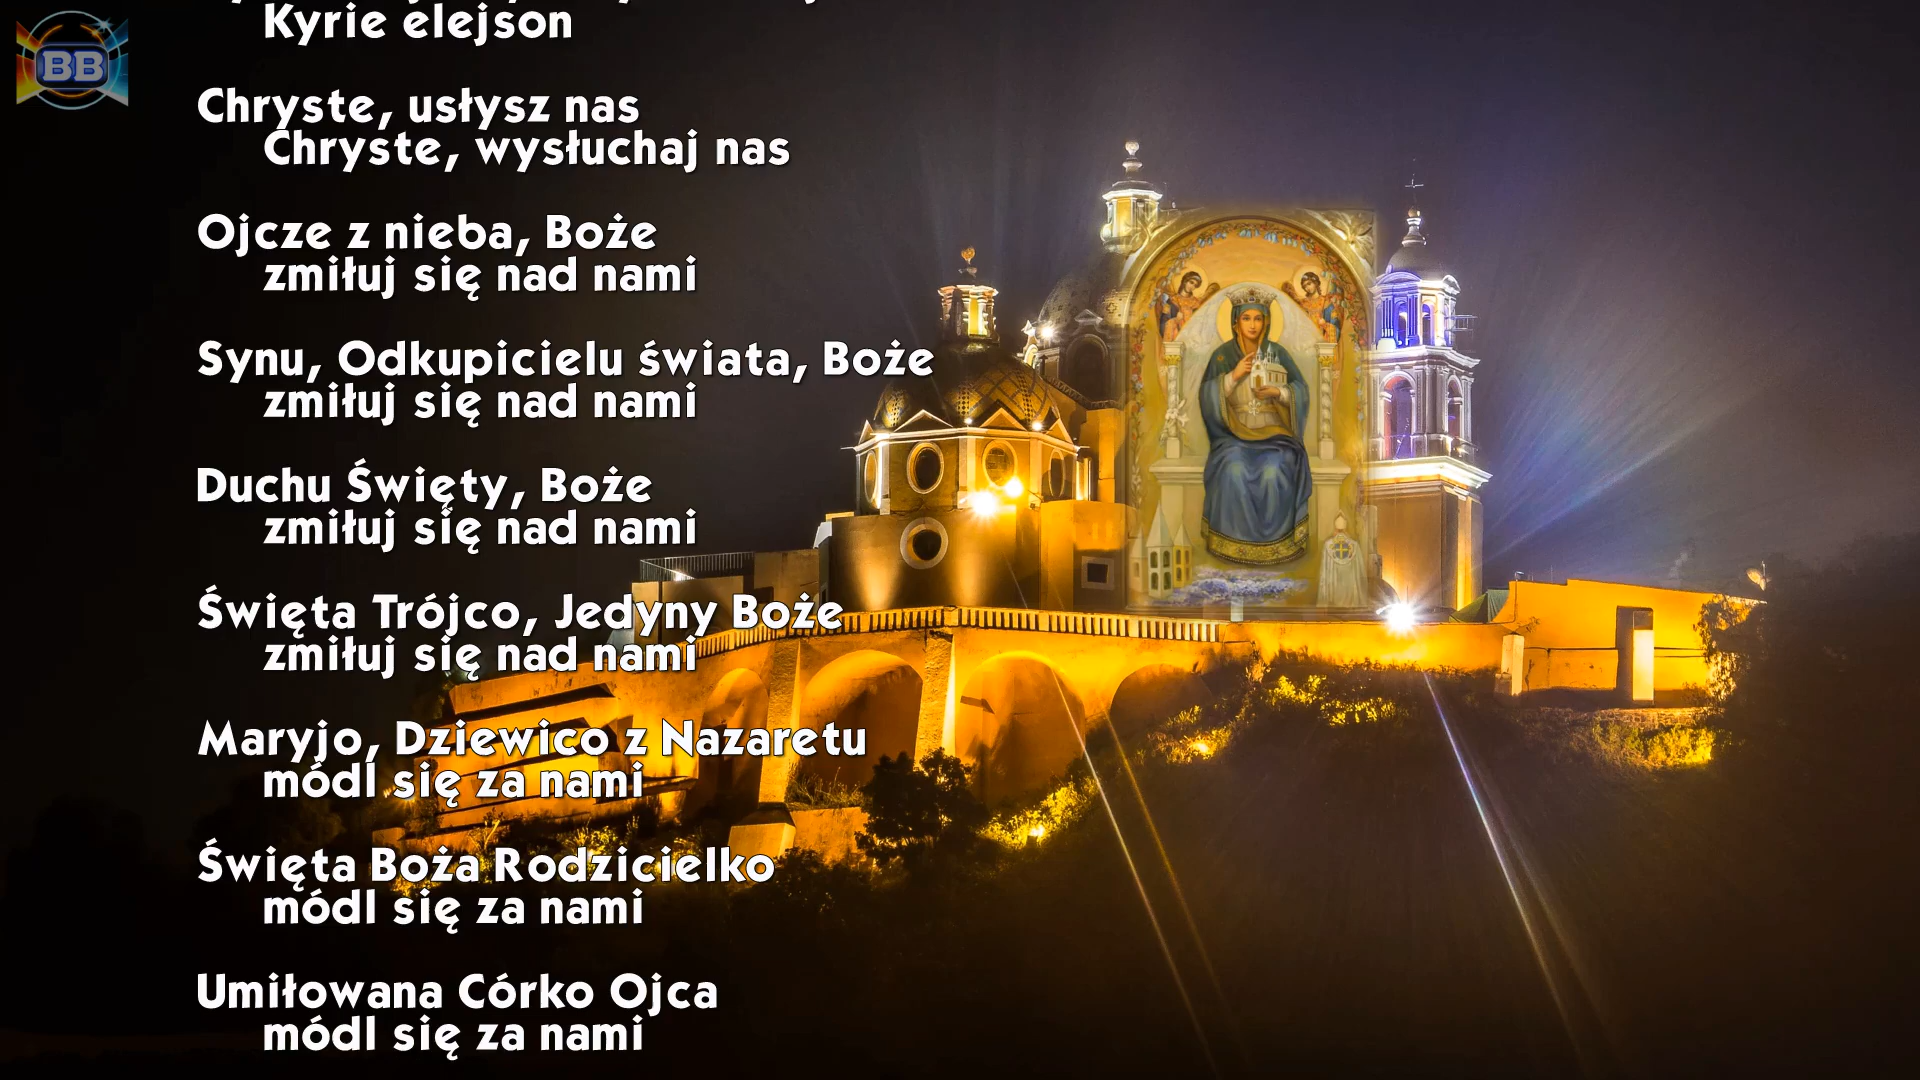 BB
Kyrie elejson
Chryste, usłysz nas
Chryste, wysłuchaj nas
Ojcze z nieba, Boże
zmiłuj się nad nami
Synu, Odkupicielu świata, Boże
zmiłuj się nad nami
Duchu Święty, Boże
zmiłuj się nad nami
Święta Trójco, Jedyny Boże
zmiłuj się nad nami
Maryjo, Dziewico z Nazaretu
módl się za nami
Święta Boża Rodzicielko
módl się za nami
Umiłowana Córko Ojca
módl się za nami